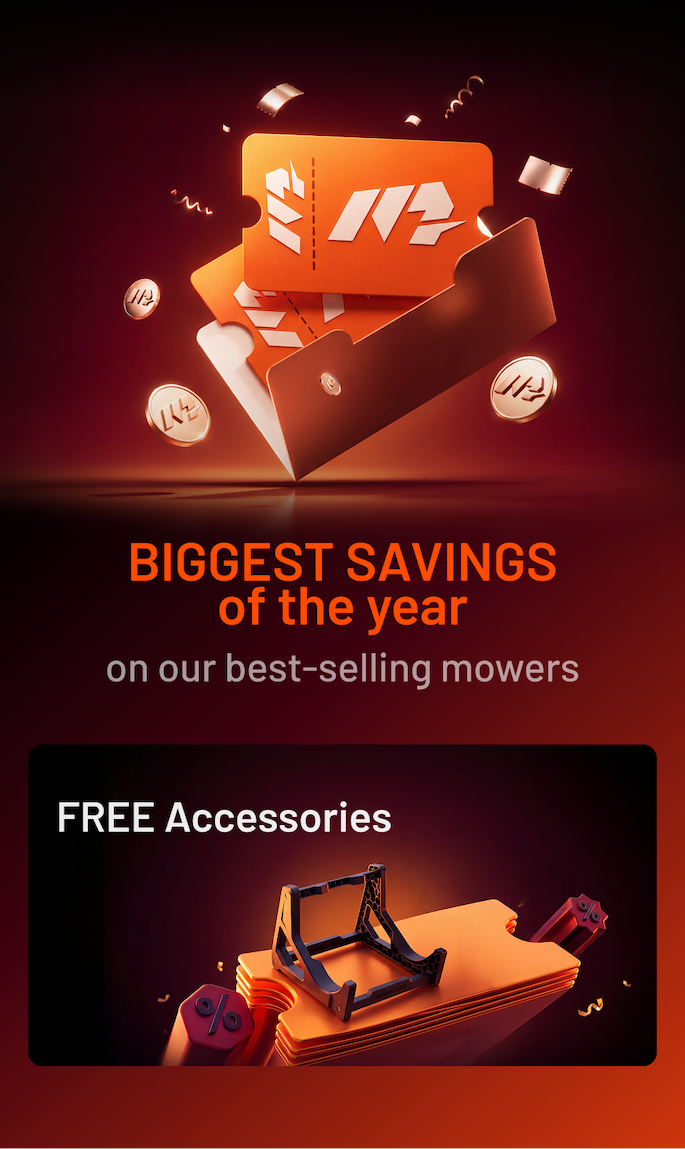 BIGGEST SAVINGS
of the year
on our best-selling mowers
FREE Accessories
%
%